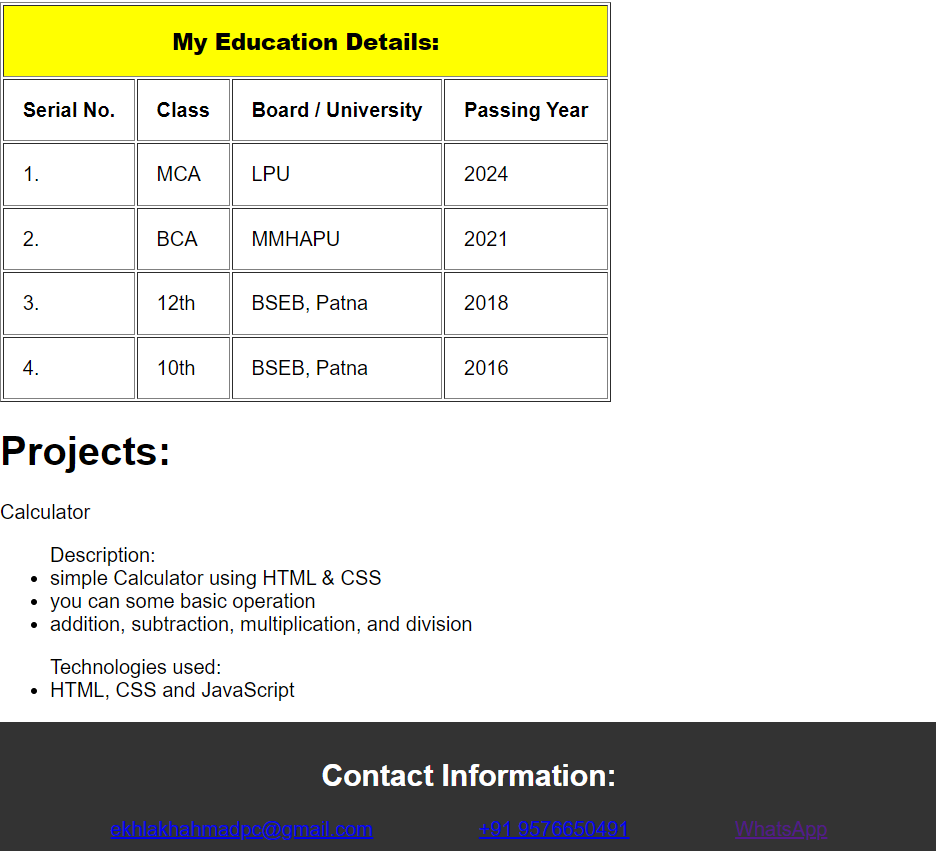 My Education Details:
Serial No. Class Board / University Passing Year
1. MCA LPU 2024
2. BCA MMHAPU 2021
3. 12th BSEB, Patna 2018
4. 10th BSEB, Patna 2016
Projects:
Calculator
Description:
simple Calculator using HTML & CSS
you can some basic operation
addition, subtraction, multiplication, and division
Technologies used:
HTML, CSS and JavaScript
Contact Information:
ekhlakhahmadpc@gmail.com +91 9576650491 WhatsApp